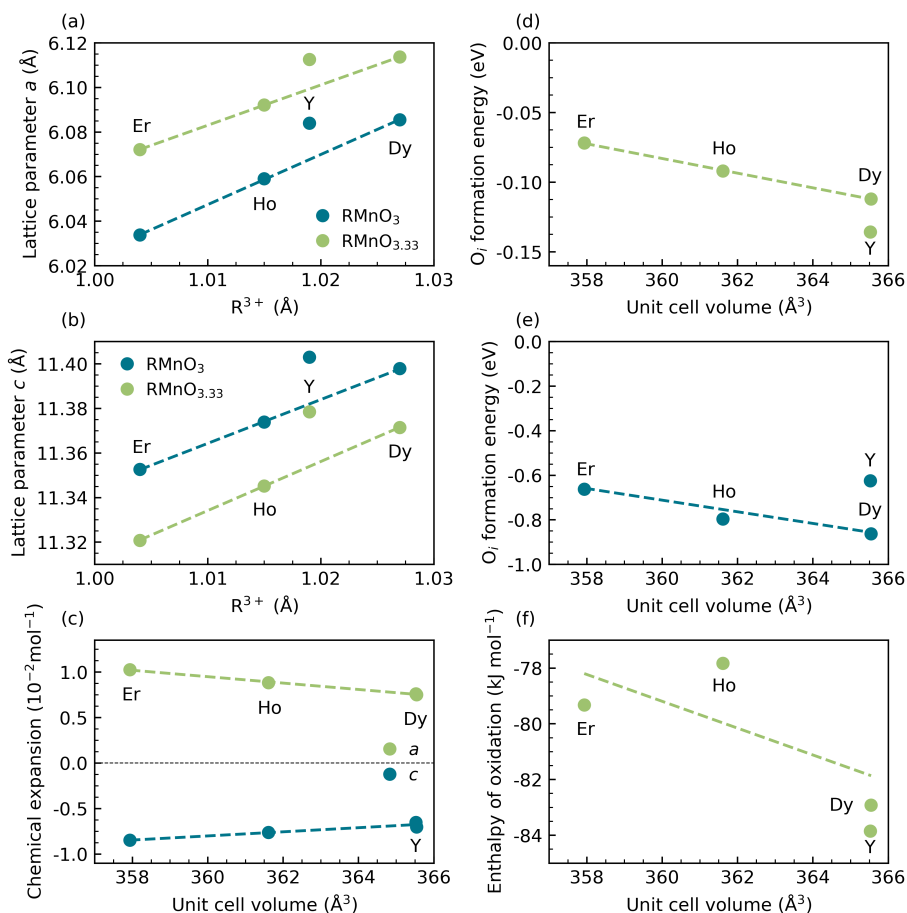 (a)
6.12
6.10
6.08
6.06
6.04
6.02
Lattice parameter a (Å)
Er
Y
Ho
Dy
RMnO₃
RMnO₃.₃₃
1.00 1.01 1.02 1.03
R³⁺ (Å)
(d)
0.00
-0.05
-0.10
-0.15
Oᵢ formation energy (eV)
Er
Ho
Dy
Y
358 360 362 364 366
Unit cell volume (Å³)
(b)
11.40
11.38
11.36
11.34
11.32
Lattice parameter c (Å)
RMnO₃
RMnO₃.₃₃
Y
Er
Dy
Ho
1.00 1.01 1.02 1.03
R³⁺ (Å)
(e)
0.0
-0.2
-0.4
-0.6
-0.8
-1.0
Oᵢ formation energy (eV)
Er
Ho
Y
Dy
358 360 362 364 366
Unit cell volume (Å³)
(c)
1.0
0.5
0.0
-0.5
-1.0
Chemical expansion (10⁻²mol⁻¹)
Er
Ho
Dy
a
c
Y
358 360 362 364 366
Unit cell volume (Å³)
(f)
-78
-80
-82
-84
Enthalpy of oxidation (kJ mol⁻¹)
Ho
Er
Dy
Y
358 360 362 364 366
Unit cell volume (Å³)